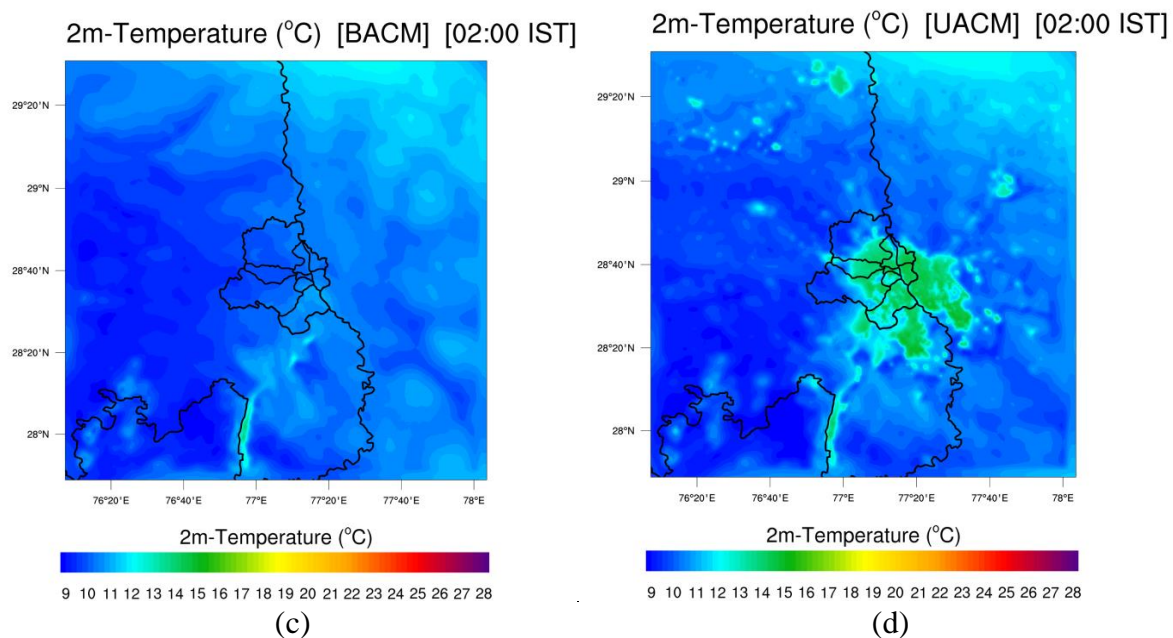 2m-Temperature (°C) [BACM] [02:00 IST]
29°20'N
29°N
28°40'N
28°20'N
28°N
76°20'E 76°40'E 77°E 77°20'E 77°40'E 78°E
2m-Temperature (°C)
9 10 11 12 13 14 15 16 17 18 19 20 21 22 23 24 25 26 27 28
(c)
2m-Temperature (°C) [UACM] [02:00 IST]
29°20'N
29°N
28°40'N
28°20'N
28°N
76°20'E 76°40'E 77°E 77°20'E 77°40'E 78°E
2m-Temperature (°C)
9 10 11 12 13 14 15 16 17 18 19 20 21 22 23 24 25 26 27 28
(d)